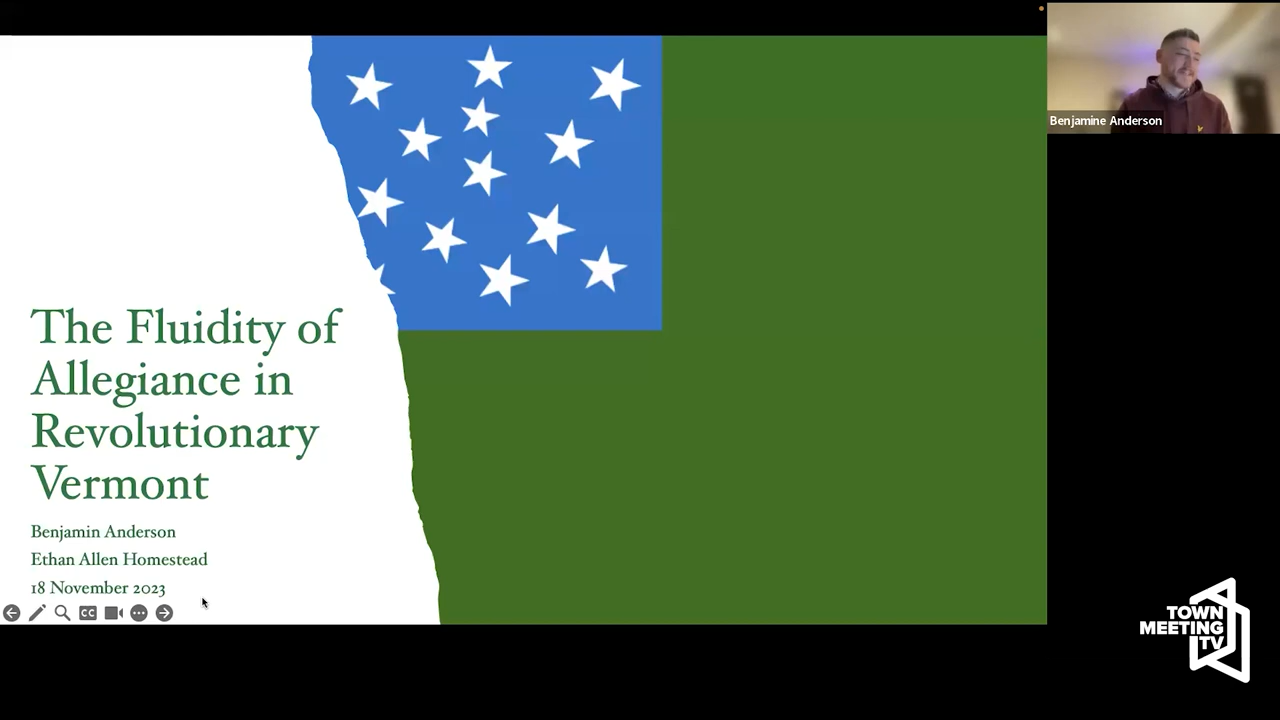 The Fluidity of
Allegiance in
Revolutionary
Vermont
Benjamin Anderson
Ethan Allen Homestead
18 November 2023
CC
Benjamine Anderson
TOWN
MEETING
TV